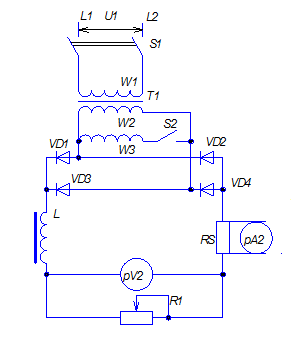 L1 U1 L2
S1
W1
T1
W2 S2
VD1 W3 VD2
VD3 VD4
L
RS pA2
pV2
R1